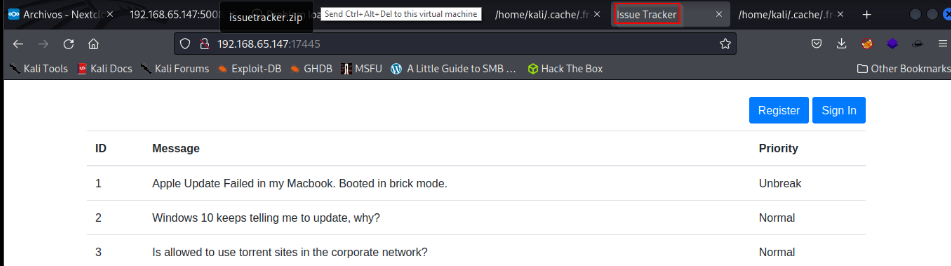 Archivos - Nextcl
192.168.65.147:500
issuetracker.zip
nload
Send Ctrl+Alt+Del to this virtual machine
/home/kali/.cache/.fr
Issue Tracker
/home/kali/.cache/.fr
192.168.65.147:17445
Kali Tools
Kali Docs
Kali Forums
Exploit-DB
GHDB
MSFU
A Little Guide to SMB ...
Hack The Box
Other Bookmarks
Register Sign In
ID Message Priority
1 Apple Update Failed in my Macbook. Booted in brick mode. Unbreak
2 Windows 10 keeps telling me to update, why? Normal
3 Is allowed to use torrent sites in the corporate network? Normal